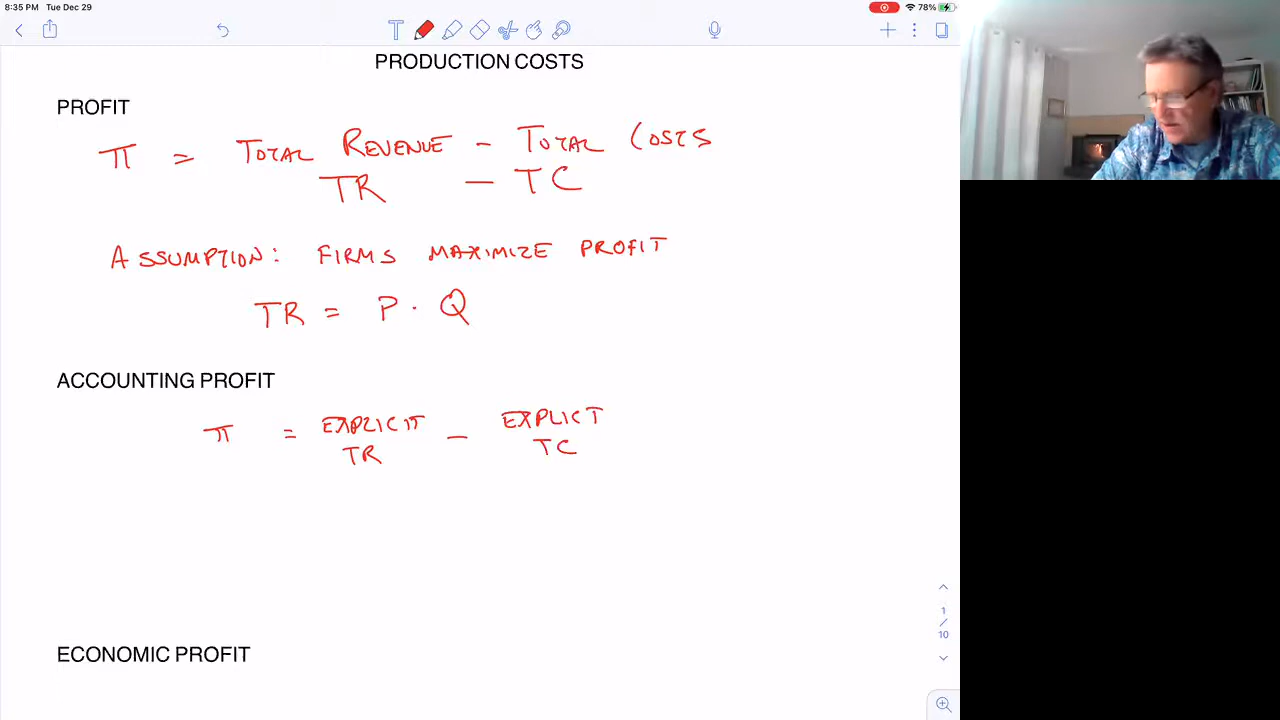 8:35 PM Tue Dec 29
78%
PRODUCTION COSTS
PROFIT
π = TOTAL REVENUE - TOTAL COSTS
TR - TC
ASSUMPTION: FIRMS MAXIMIZE PROFIT
TR = P · Q
ACCOUNTING PROFIT
π = EXPLICIT - EXPLICT
TR TC
1
/
10
ECONOMIC PROFIT